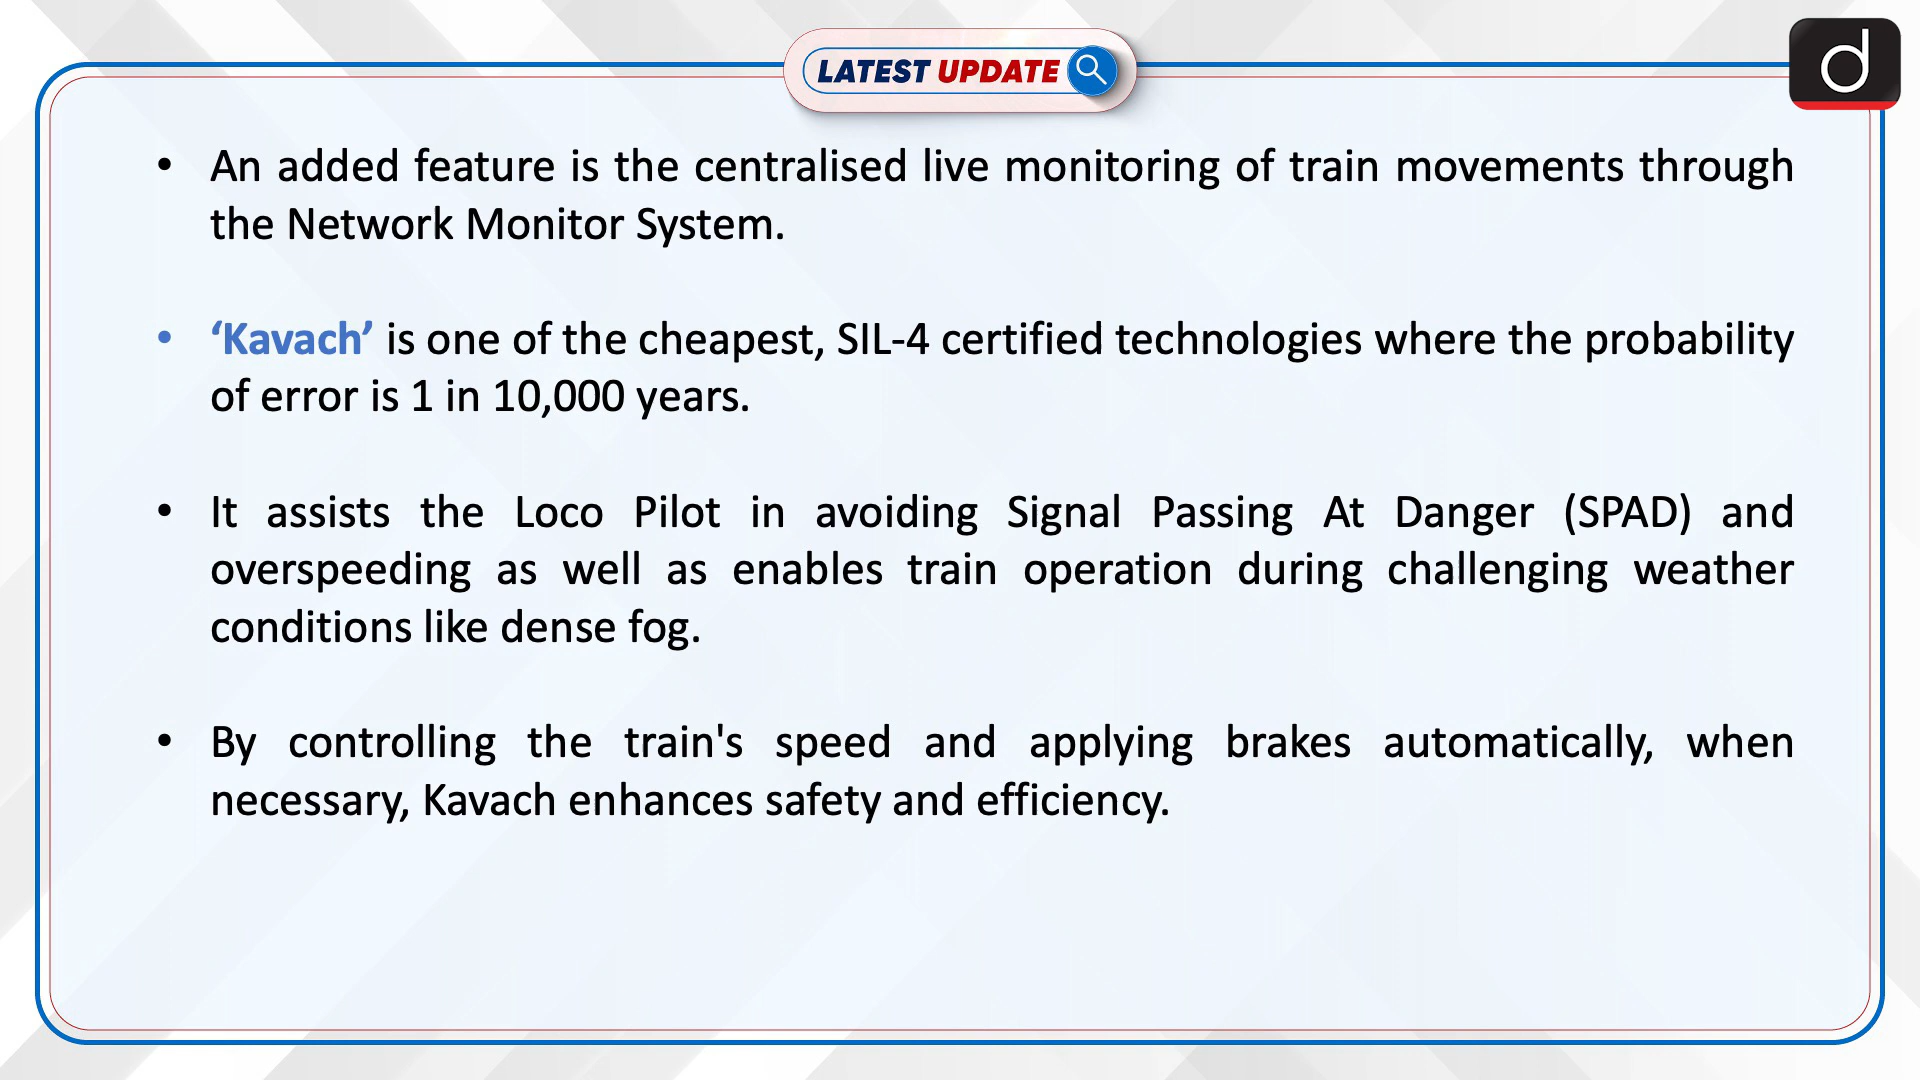 LATEST UPDATE
d
• An added feature is the centralised live monitoring of train movements through
the Network Monitor System.
• ‘Kavach’ is one of the cheapest, SIL-4 certified technologies where the probability
of error is 1 in 10,000 years.
• It assists the Loco Pilot in avoiding Signal Passing At Danger (SPAD) and
overspeeding as well as enables train operation during challenging weather
conditions like dense fog.
• By controlling the train's speed and applying brakes automatically, when
necessary, Kavach enhances safety and efficiency.